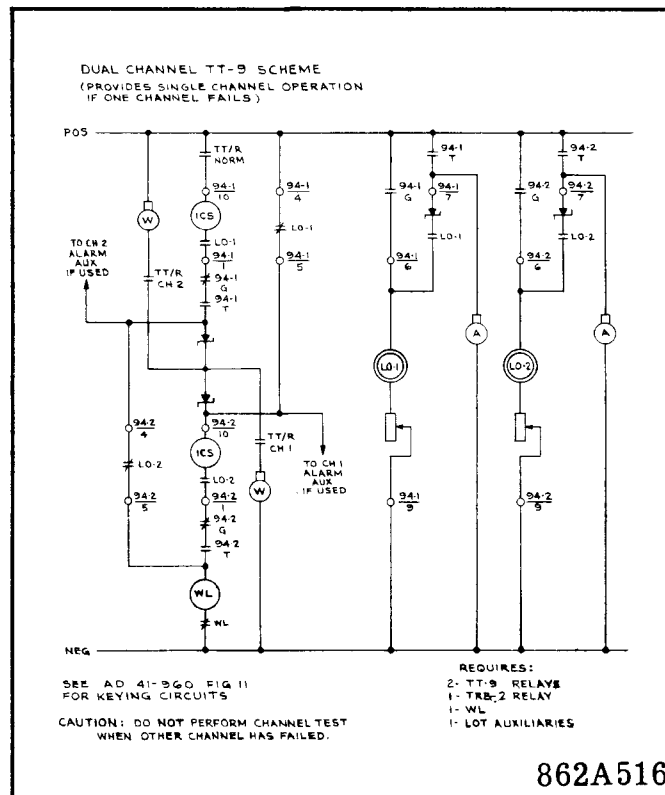 DUAL CHANNEL TT-9 SCHEME
(PROVIDES SINGLE CHANNEL OPERATION
IF ONE CHANNEL FAILS)
POS
TT/R
NORM
94-1
10
ICS
LO-1
94-1
1
94-1
G
94-1
T
W
TT/R
CH 2
TO CH 2
ALARM
AUX
IF USED
94-1
4
LO-1
94-1
5
94-2
4
LO-2
94-2
5
94-2
10
ICS
LO-2
94-2
1
94-2
G
94-2
T
WL
WL
TT/R
CH 1
W
TO CH 1
ALARM
AUX
IF USED
94-1
T
94-1
G
94-1
7
LO-1
94-1
6
A
LO-1
94-1
9
94-2
T
94-2
G
94-2
7
LO-2
94-2
6
A
LO-2
94-2
9
NEG
SEE AD 41-960 FIG 11
FOR KEYING CIRCUITS
CAUTION: DO NOT PERFORM CHANNEL TEST
WHEN OTHER CHANNEL HAS FAILED.
REQUIRES:
2- TT-9 RELAYS
1- TRB-2 RELAY
1- WL
1- LOT AUXILIARIES
862A516